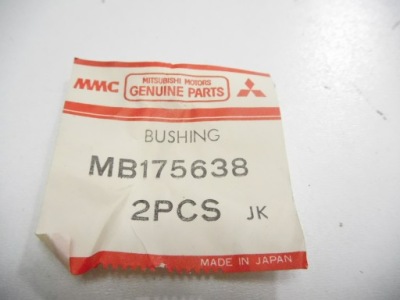 MMC MITSUBISHI MOTORS
GENUINE PARTS
BUSHING
MB175638
2PCS JK
MADE IN JAPAN